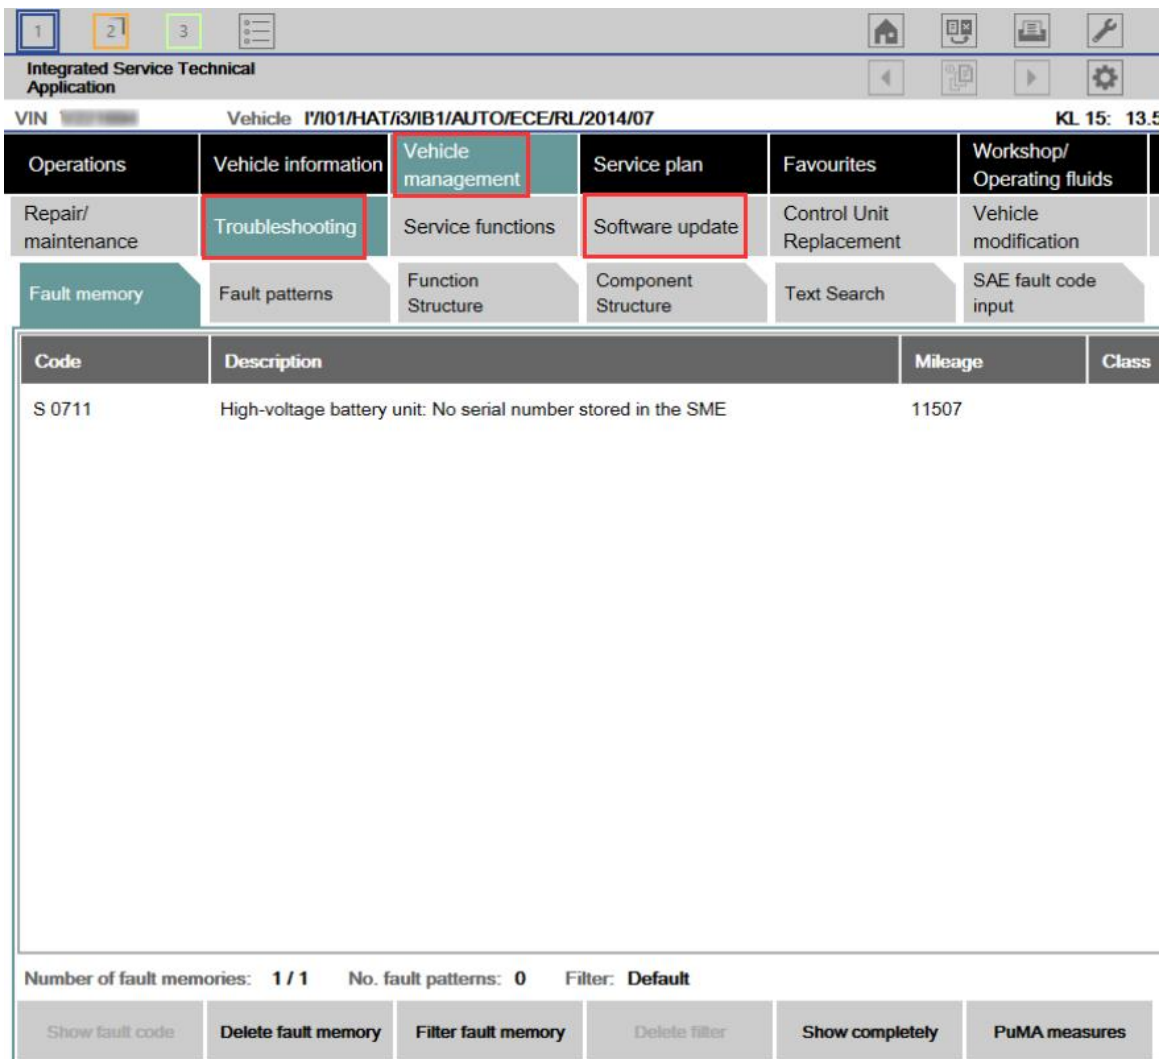 1
2
3
Integrated Service Technical
Application
VIN
Vehicle I'/I01/HAT/i3/IB1/AUTO/ECE/RL/2014/07
KL 15: 13.5
Operations
Vehicle information
Vehicle
management
Service plan
Favourites
Workshop/
Operating fluids
Repair/
maintenance
Troubleshooting
Service functions
Software update
Control Unit
Replacement
Vehicle
modification
Fault memory
Fault patterns
Function
Structure
Component
Structure
Text Search
SAE fault code
input
Code Description Mileage Class
S 0711 High-voltage battery unit: No serial number stored in the SME 11507
Number of fault memories: 1 / 1 No. fault patterns: 0 Filter: Default
Show fault code Delete fault memory Filter fault memory Delete filter Show completely PuMA measures